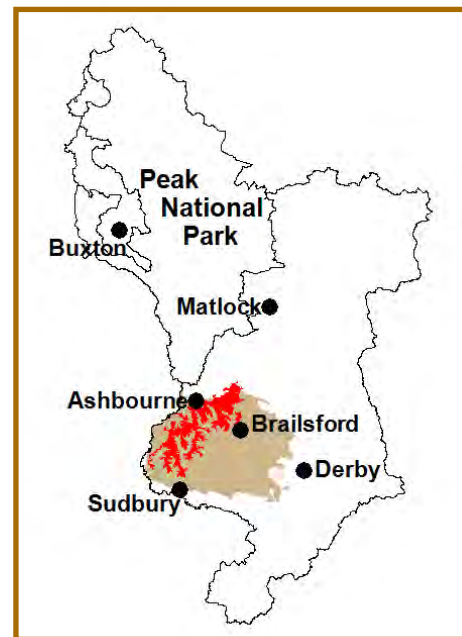 Peak
National
Park
Buxton
Matlock
Ashbourne
Brailsford
Derby
Sudbury